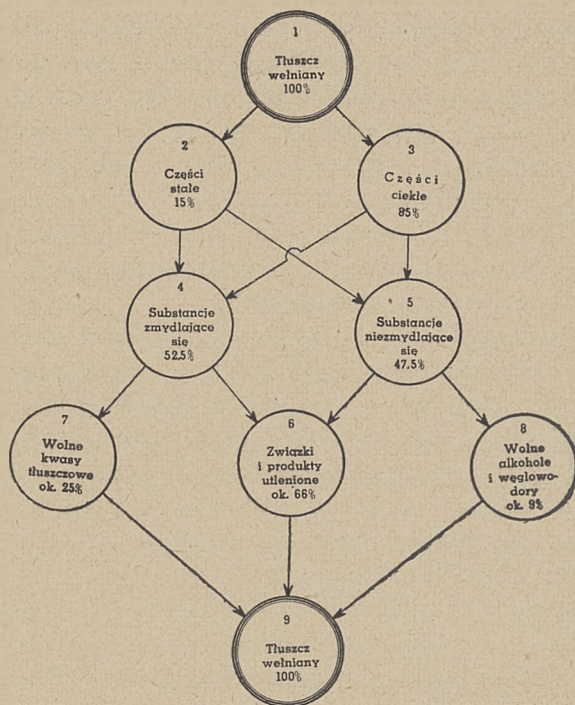 1
Tłuszcz
wełniany
100%
2
Części
stałe
15%
3
Części
ciekłe
85%
4
Substancje
zmydlające
się
52,5%
5
Substancje
niezmydlające
się
47,5%
7
Wolne
kwasy
tłuszczowe
ok. 25%
6
Związki
i produkty
utlenione
ok. 66%
8
Wolne
alkohole
i węglowo-
dory
ok. 9%
9
Tłuszcz
wełniany
100%